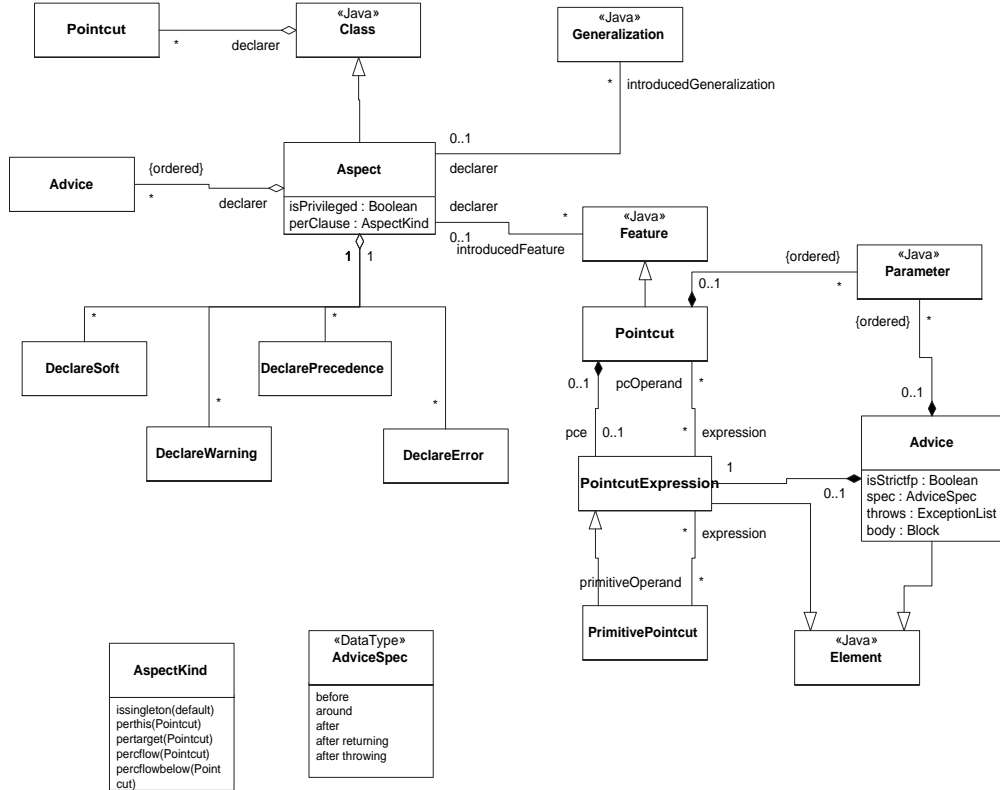 Pointcut
*
declarer
«Java»
Class
«Java»
Generalization
*
introducedGeneralization
0..1
declarer
Advice
{ordered}
*
declarer
Aspect
isPrivileged : Boolean
perClause : AspectKind
declarer
0..1
introducedFeature
*
«Java»
Feature
1
1
*
*
*
*
DeclareSoft
DeclarePrecedence
DeclareWarning
DeclareError
{ordered}
0..1
*
«Java»
Parameter
{ordered}
*
0..1
Pointcut
0..1
pcOperand
*
pce
0..1
*
expression
PointcutExpression
1
0..1
Advice
isStrictfp : Boolean
spec : AdviceSpec
throws : ExceptionList
body : Block
*
expression
primitiveOperand
*
PrimitivePointcut
«Java»
Element
AspectKind
issingleton(default)
perthis(Pointcut)
pertarget(Pointcut)
percflow(Pointcut)
percflowbelow(Point
cut)
«DataType»
AdviceSpec
before
around
after
after returning
after throwing